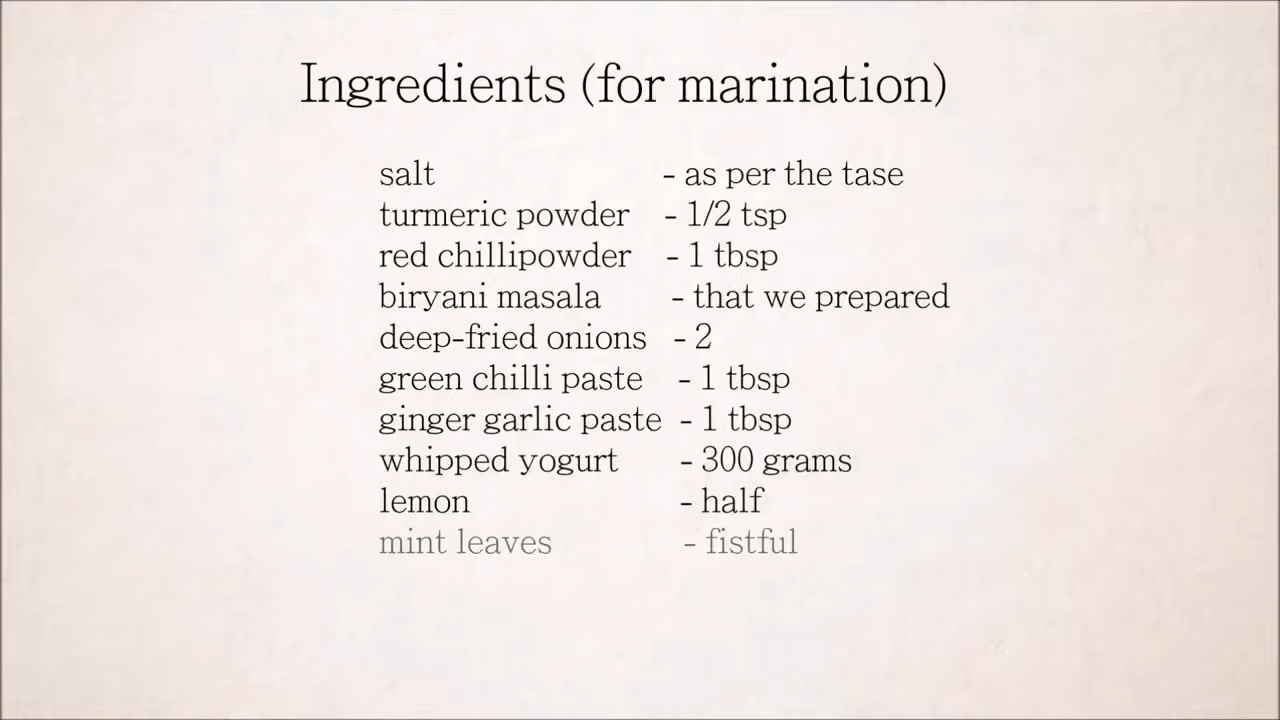 Ingredients (for marination)
salt - as per the tase
turmeric powder - 1/2 tsp
red chillipowder - 1 tbsp
biryani masala - that we prepared
deep-fried onions - 2
green chilli paste - 1 tbsp
ginger garlic paste - 1 tbsp
whipped yogurt - 300 grams
lemon - half
mint leaves - fistful